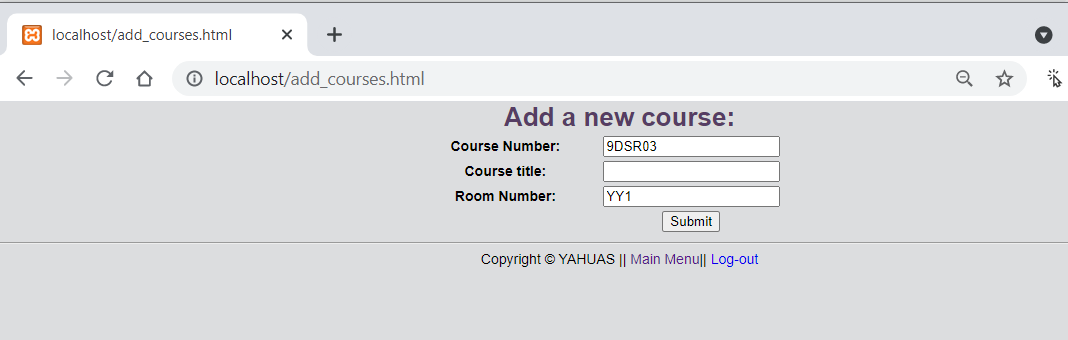 localhost/add_courses.html
localhost/add_courses.html
Add a new course:
Course Number: 9DSR03
Course title:
Room Number: YY1
Submit
Copyright © YAHUAS || Main Menu|| Log-out